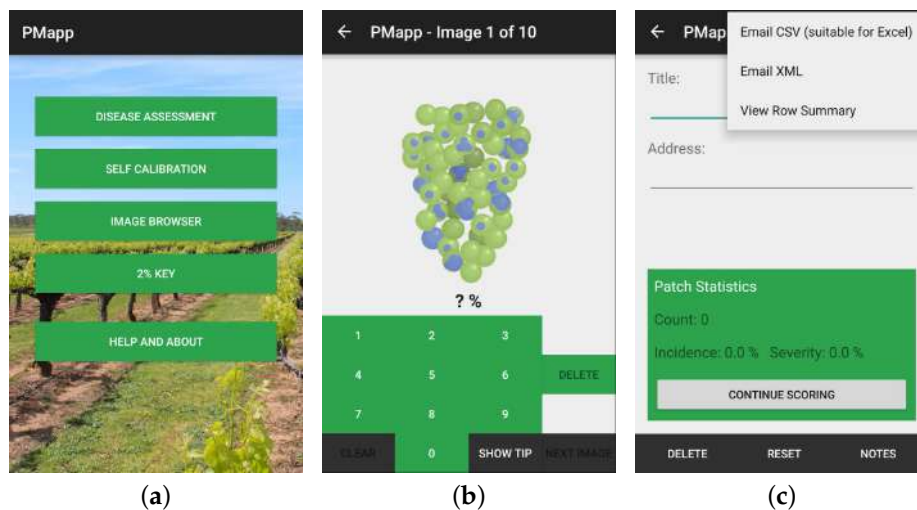 PMapp
DISEASE ASSESSMENT
SELF CALIBRATION
IMAGE BROWSER
2% KEY
HELP AND ABOUT
(a)
← PMapp - Image 1 of 10
? %
1 2 3
4 5 6 DELETE
7 8 9
CLEAR 0 SHOW TIP NEXT IMAGE
(b)
← PMap
Email CSV (suitable for Excel)
Email XML
View Row Summary
Title:
Address:
Patch Statistics
Count: 0
Incidence: 0.0 % Severity: 0.0 %
CONTINUE SCORING
DELETE RESET NOTES
(c)